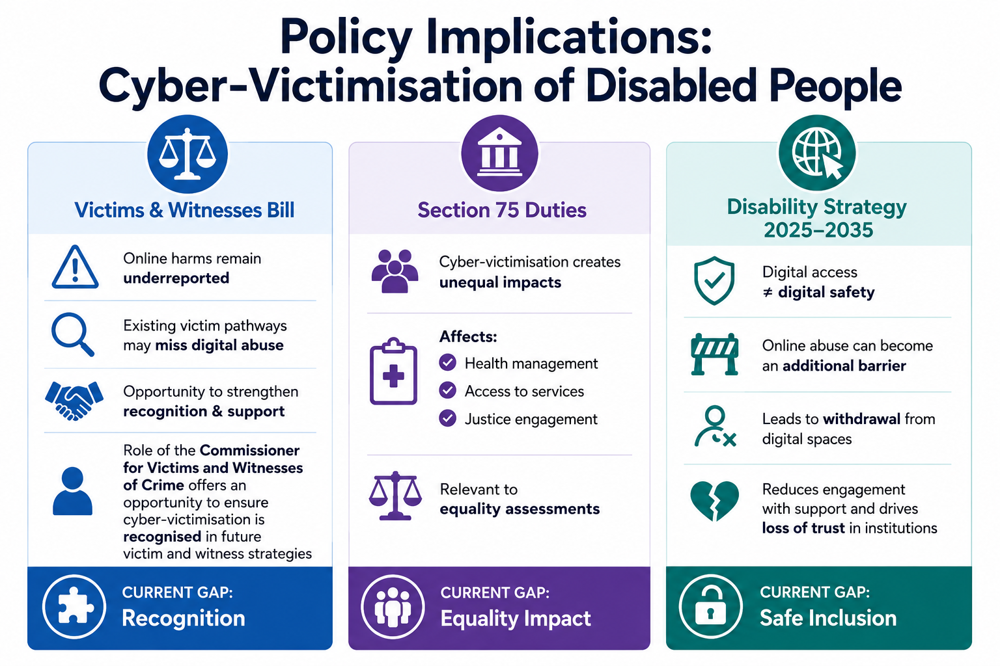 Policy Implications:
Cyber-Victimisation of Disabled People
Victims & Witnesses Bill
Online harms remain
underreported
Existing victim pathways
may miss digital abuse
Opportunity to strengthen
recognition & support
Role of the Commissioner
for Victims and Witnesses
of Crime offers an
opportunity to ensure
cyber-victimisation is
recognised in future
victim and witness strategies
CURRENT GAP:
Recognition
Section 75 Duties
Cyber-victimisation creates
unequal impacts
Affects:
Health management
Access to services
Justice engagement
Relevant to
equality assessments
CURRENT GAP:
Equality Impact
Disability Strategy
2025–2035
Digital access
≠ digital safety
Online abuse can become
an additional barrier
Leads to withdrawal from
digital spaces
Reduces engagement
with support and drives
loss of trust in institutions
CURRENT GAP:
Safe Inclusion